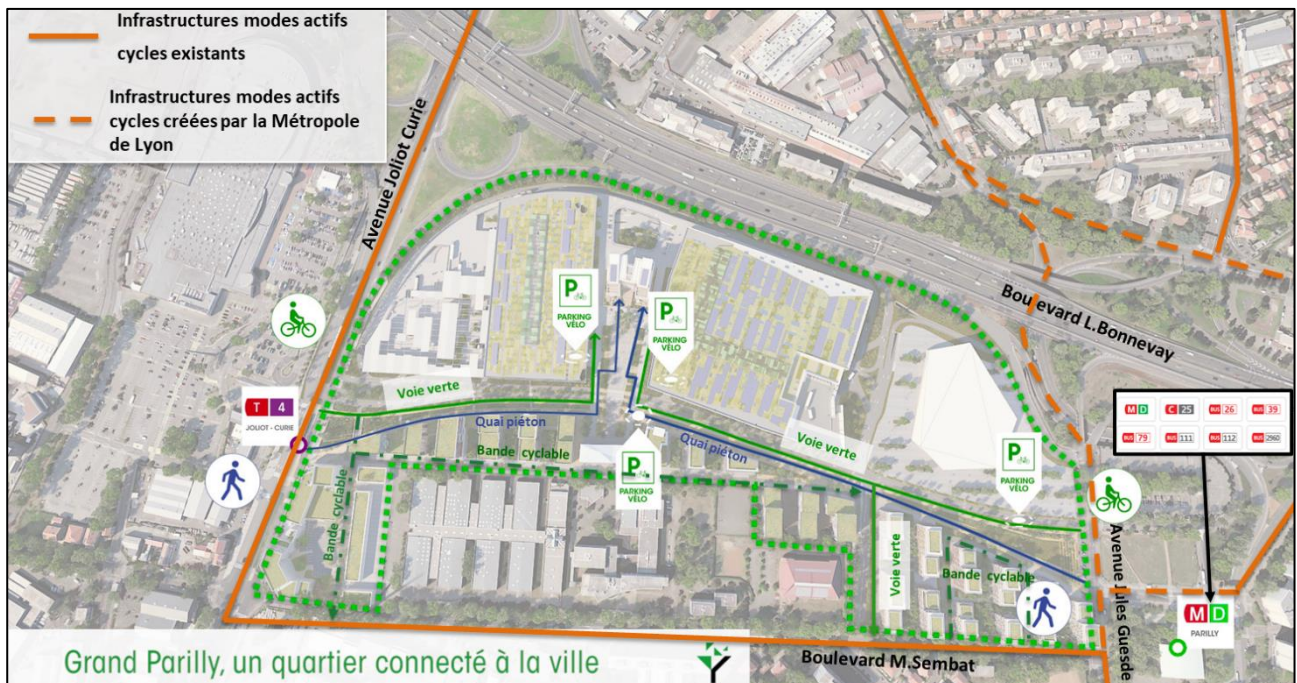 Infrastructures modes actifs
cycles existants
Infrastructures modes actifs
cycles créées par la Métropole
de Lyon
Avenue Joliot Curie
Boulevard L.Bonnevay
P
PARKING
VÉLO
P
PARKING
VÉLO
Voie verte
T 4
JOLIOT - CURIE
Quai piéton
Bande cyclable
Bande cyclable
P
PARKING
VÉLO
Quai piéton
Voie verte
P
PARKING
VÉLO
M D
C 25
BUS 26
BUS 39
BUS 79
BUS 111
BUS 112
BUS 296D
Voie verte
Bande cyclable
Avenue Jules Guesde
M D
PARILLY
Boulevard M.Sembat
Grand Parilly, un quartier connecté à la ville